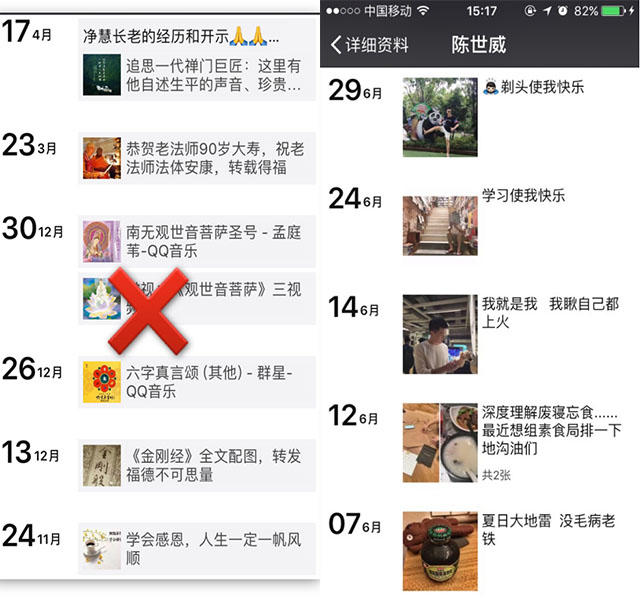 17 4月
净慧长老的经历和开示🙏🙏...
追思一代禅门巨匠：这里有
他自述生平的声音、珍贵...
23 3月
恭贺老法师90岁大寿，祝老
法师法体安康，转载得福
30 12月
南无观世音菩萨圣号 - 孟庭
苇-QQ音乐
《观世音菩萨》三视
26 12月
六字真言颂 (其他) - 群星-
QQ音乐
13 12月
《金刚经》全文配图，转发
福德不可思量
24 11月
学会感恩，人生一定一帆风
顺
中国移动 15:17 82%
详细资料 陈世威
29 6月
剃头使我快乐
24 6月
学习使我快乐
14 6月
我就是我 我瞅自己都
上火
12 6月
深度理解废寝忘食......
最近想组素食局排一下
地沟油们
共2张
07 6月
夏日大地雷 没毛病老
铁